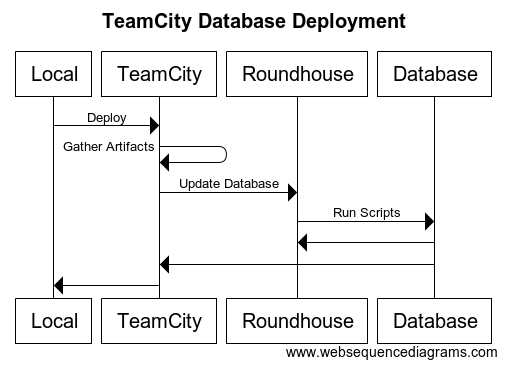 TeamCity Database Deployment
Local TeamCity Roundhouse Database
Deploy
Gather Artifacts
Update Database
Run Scripts
Local TeamCity Roundhouse Database
www.websequencediagrams.com